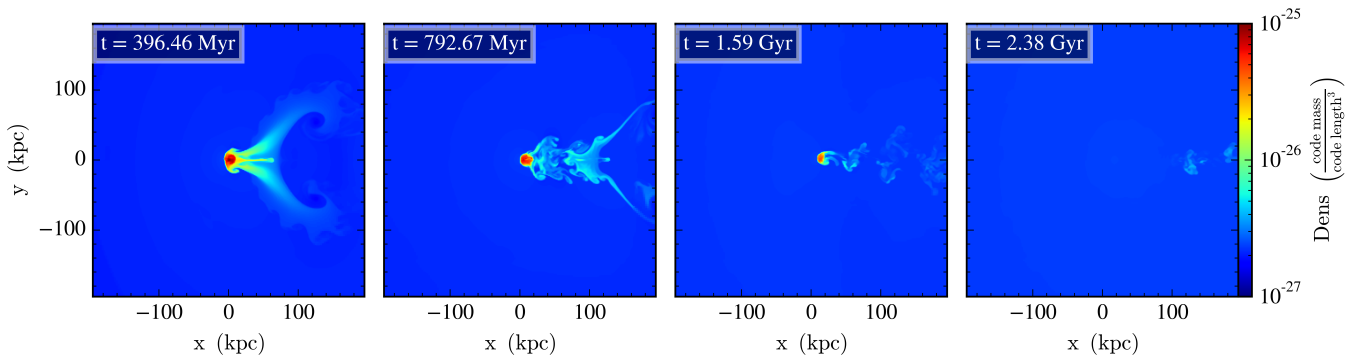 t = 396.46 Myr
t = 792.67 Myr
t = 1.59 Gyr
t = 2.38 Gyr
100
0
−100
y (kpc)
−100 0 100
−100 0 100
−100 0 100
−100 0 100
x (kpc)
x (kpc)
x (kpc)
x (kpc)
10⁻²⁵
10⁻²⁶
10⁻²⁷
Dens (code mass / code length³)